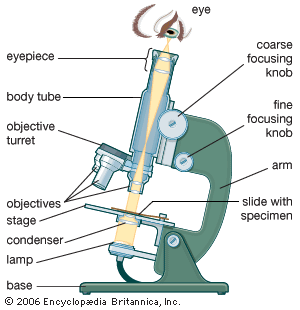 eye
eyepiece
body tube
objective
turret
objectives
stage
condenser
lamp
base
coarse
focusing
knob
fine
focusing
knob
arm
slide with
specimen
© 2006 Encyclopædia Britannica, Inc.